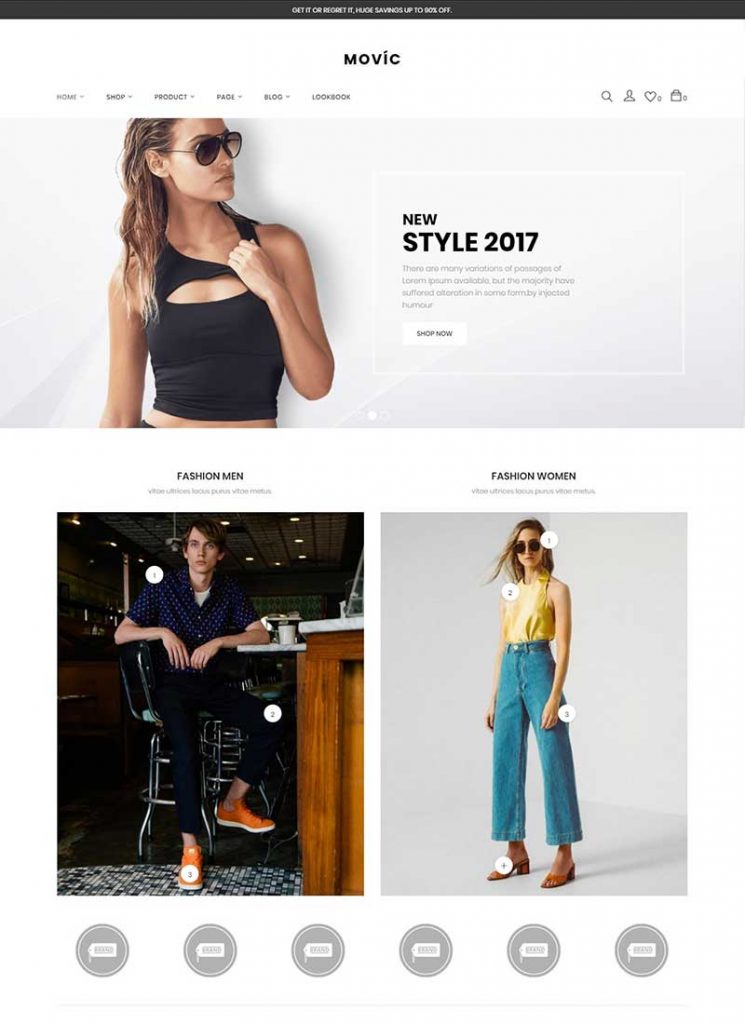 GET IT OR REGRET IT, HUGE SAVINGS UP TO 90% OFF.
MOVÍC
HOME SHOP PRODUCT PAGE BLOG LOOKBOOK
0 0
NEW
STYLE 2017
There are many variations of passages of
Lorem Ipsum available, but the majority have
suffered alteration in some form,by injected
humour
SHOP NOW
FASHION MEN
vitae ultrices lacus purus vitae metus.
FASHION WOMEN
vitae ultrices lacus purus vitae metus.
1
2
3
1
2
3
+
BRAND BRAND BRAND BRAND BRAND BRAND